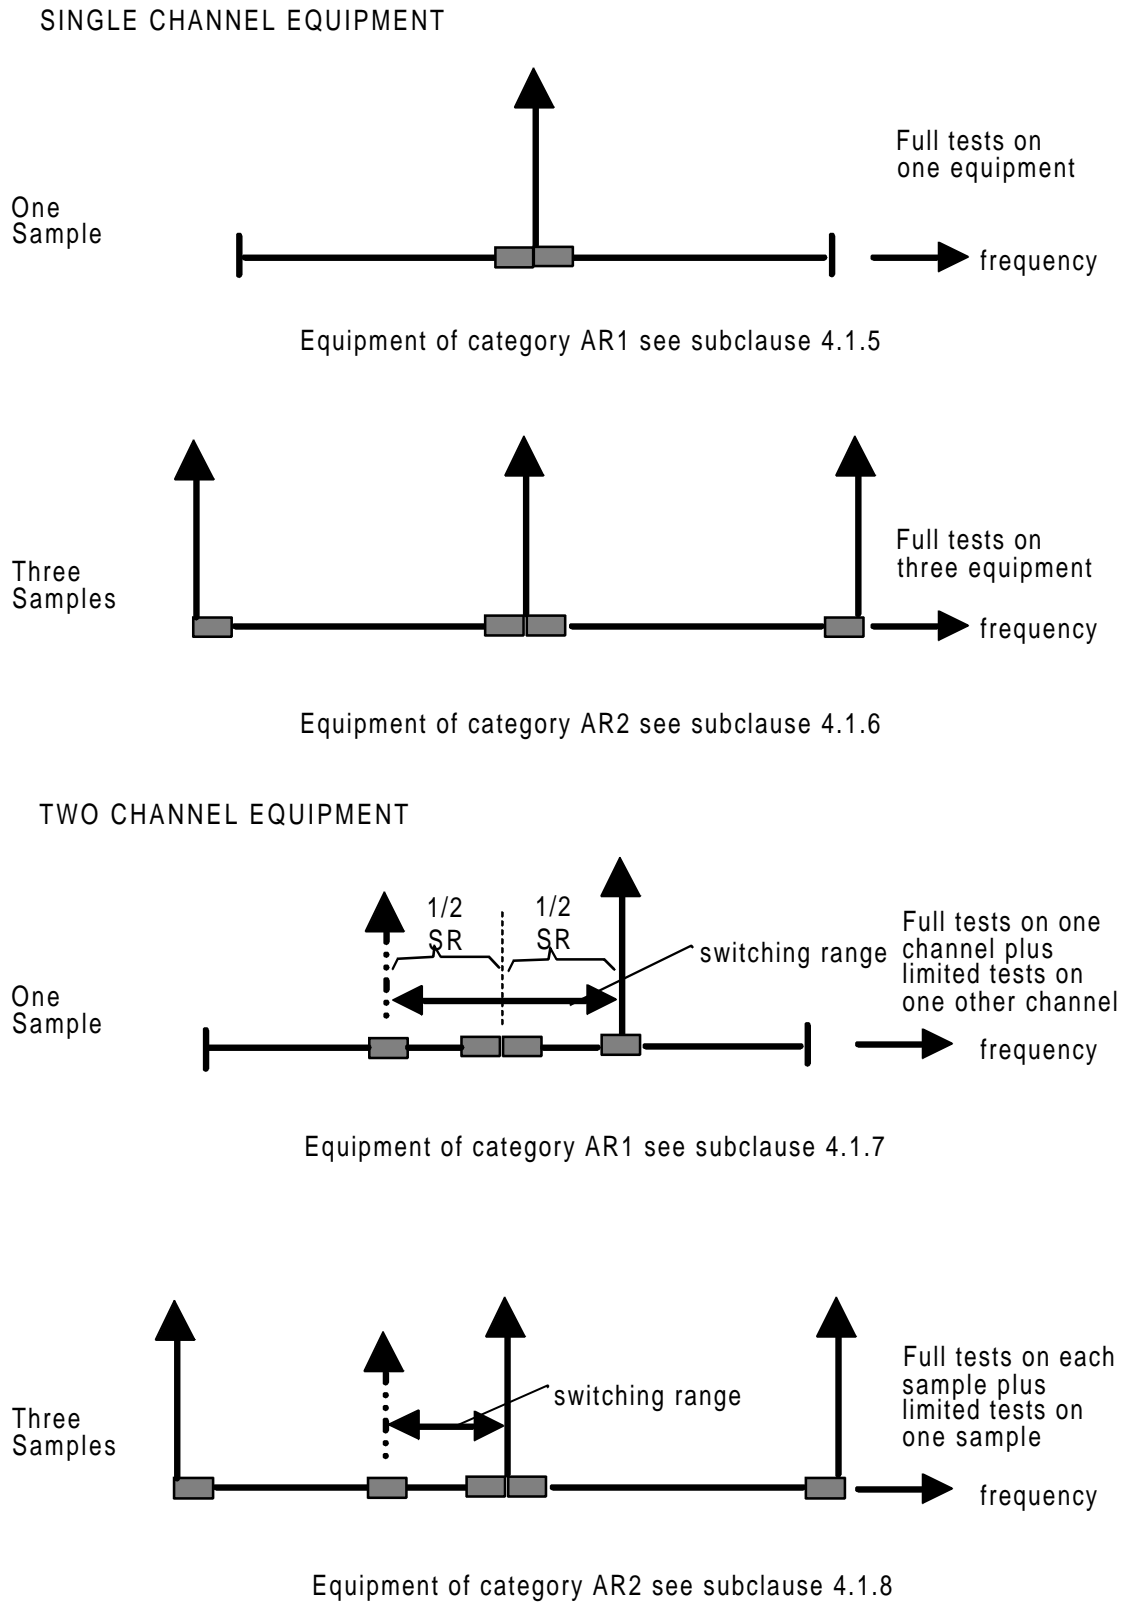 SINGLE CHANNEL EQUIPMENT
Full tests on
one equipment
One
Sample
frequency
Equipment of category AR1 see subclause 4.1.5
Full tests on
three equipment
Three
Samples
frequency
Equipment of category AR2 see subclause 4.1.6
TWO CHANNEL EQUIPMENT
1/2
SR
1/2
SR
switching range
Full tests on one
channel plus
limited tests on
one other channel
One
Sample
frequency
Equipment of category AR1 see subclause 4.1.7
switching range
Full tests on each
sample plus
limited tests on
one sample
Three
Samples
frequency
Equipment of category AR2 see subclause 4.1.8